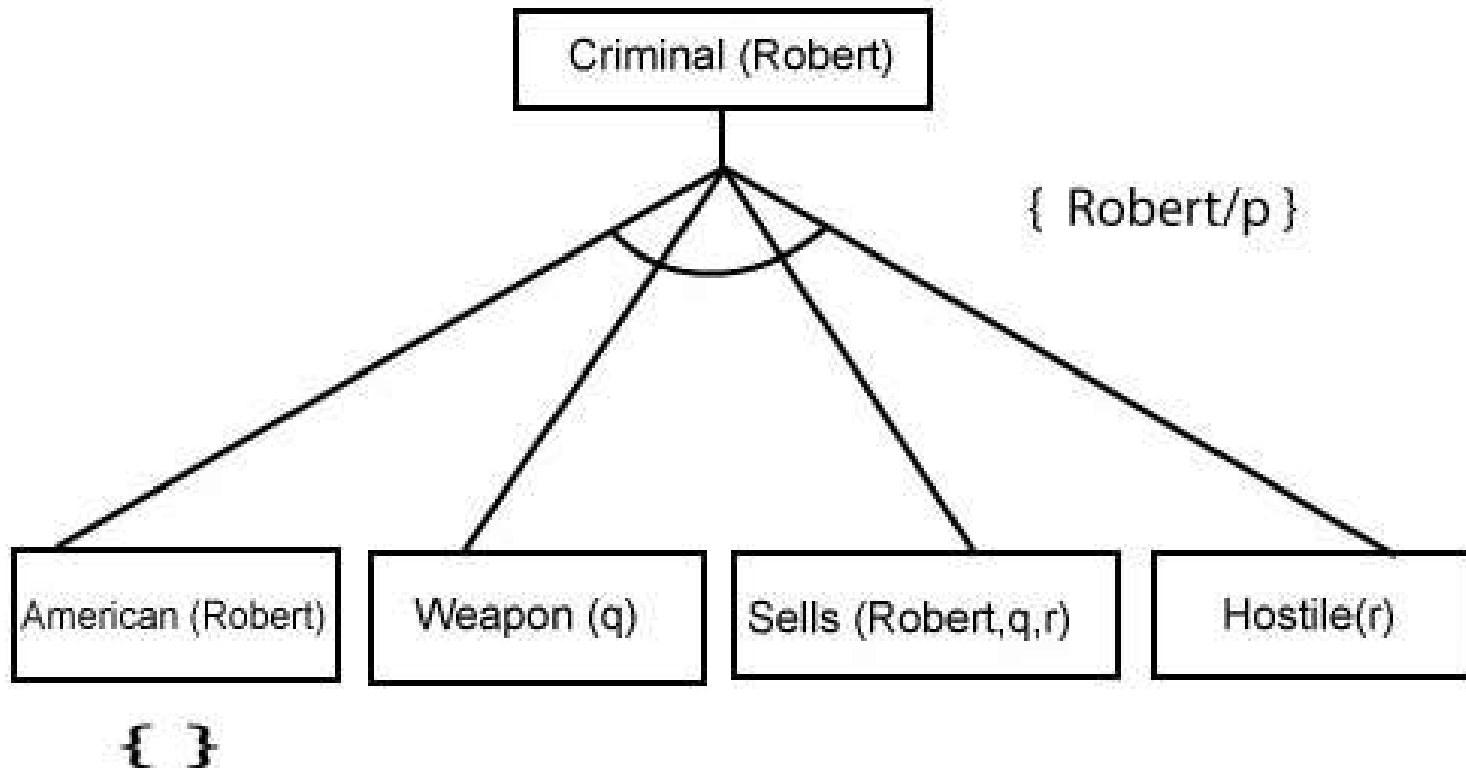 Criminal (Robert)
{ Robert/p }
American (Robert)
Weapon (q)
Sells (Robert,q,r)
Hostile(r)
{ }